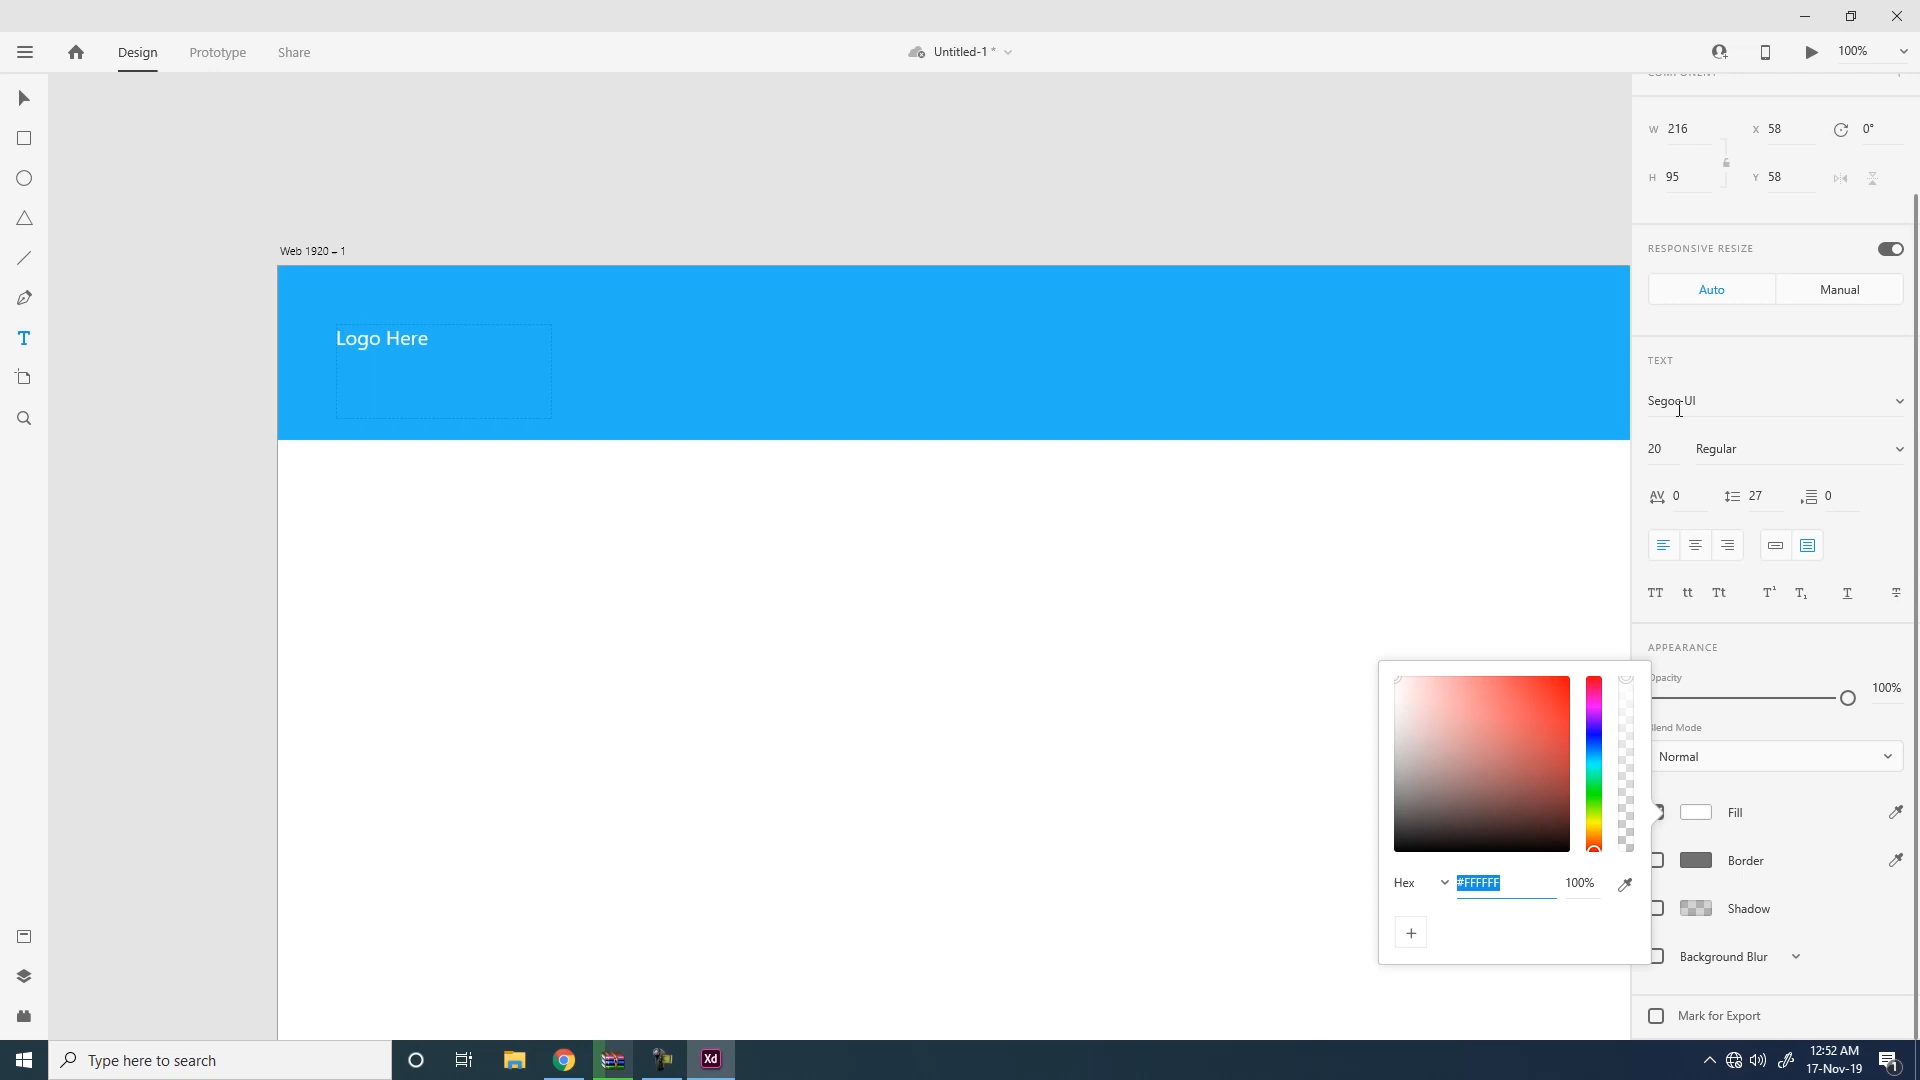 Design Prototype Share Untitled-1 * 100%
COMPONENT
W 216 X 58 0°
H 95 Y 58
RESPONSIVE RESIZE
Auto Manual
TEXT
Segoe UI
20 Regular
AV 0 27 0
TT tt Tt T¹ T₁ T T
APPEARANCE
Opacity
100%
Blend Mode
Normal
Fill
Border
Shadow
Background Blur
Mark for Export
Web 1920 – 1
Logo Here
Hex #FFFFFF 100%
+
T
Type here to search
Xd
12:52 AM
17-Nov-19
1